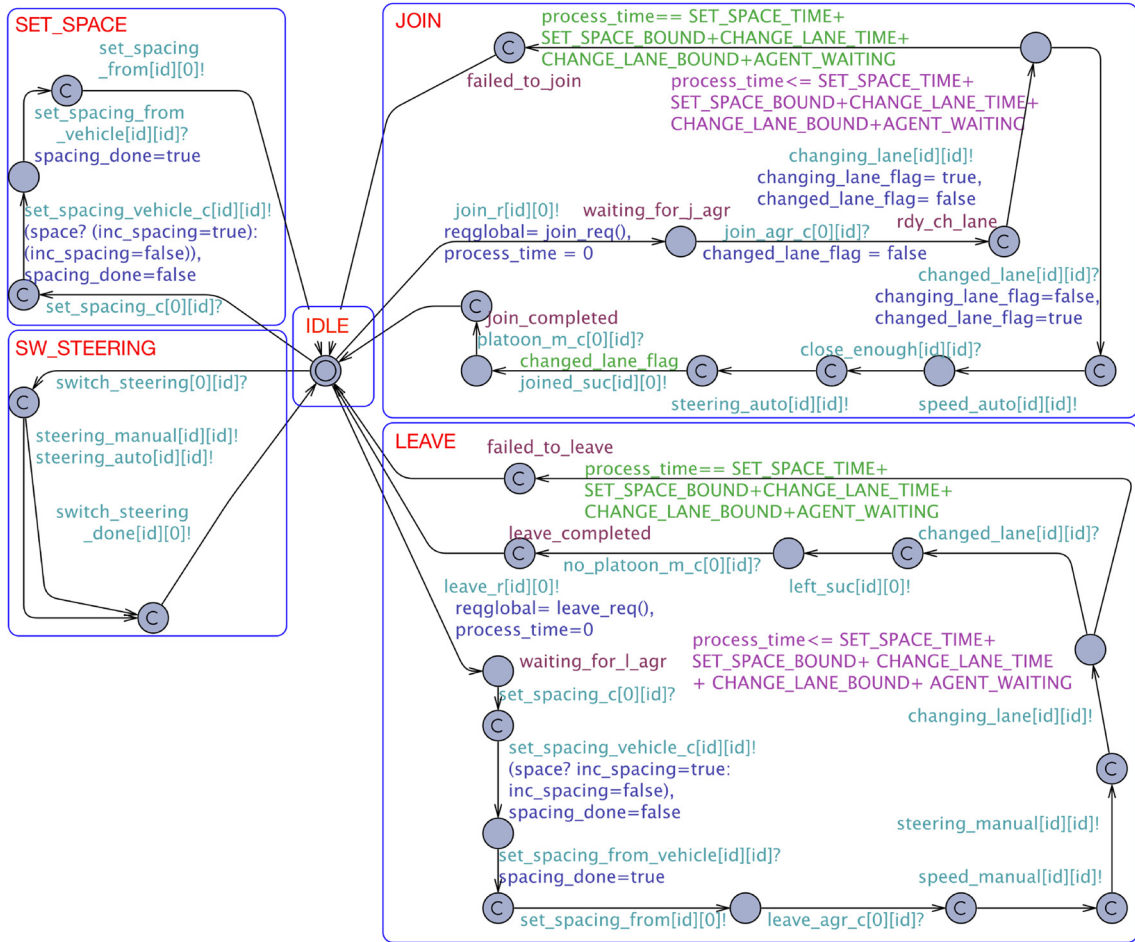 SET_SPACE
set_spacing
_from[id][0]!
C
set_spacing_from
_vehicle[id][id]?
spacing_done=true
set_spacing_vehicle_c[id][id]!
(space? (inc_spacing=true):
(inc_spacing=false)),
spacing_done=false
C
set_spacing_c[0][id]?
SW_STEERING
switch_steering[0][id]?
C
steering_manual[id][id]!
steering_auto[id][id]!
switch_steering
_done[id][0]!
C
IDLE
JOIN
process_time== SET_SPACE_TIME+
SET_SPACE_BOUND+CHANGE_LANE_TIME+
CHANGE_LANE_BOUND+AGENT_WAITING
C
failed_to_join
process_time<= SET_SPACE_TIME+
SET_SPACE_BOUND+CHANGE_LANE_TIME+
CHANGE_LANE_BOUND+AGENT_WAITING
changing_lane[id][id]!
changing_lane_flag= true,
changed_lane_flag= false
join_r[id][0]!
reqglobal= join_req(),
process_time = 0
waiting_for_j_agr
join_agr_c[0][id]?
changed_lane_flag = false
rdy_ch_lane
C
changed_lane[id][id]?
changing_lane_flag=false,
changed_lane_flag=true
C
join_completed
platoon_m_c[0][id]?
changed_lane_flag
joined_suc[id][0]!
C
steering_auto[id][id]!
C
close_enough[id][id]?
speed_auto[id][id]!
C
LEAVE
failed_to_leave
C
process_time== SET_SPACE_TIME+
SET_SPACE_BOUND+CHANGE_LANE_TIME+
CHANGE_LANE_BOUND+AGENT_WAITING
leave_completed
C
no_platoon_m_c[0][id]?
left_suc[id][0]!
C
changed_lane[id][id]?
leave_r[id][0]!
reqglobal= leave_req(),
process_time=0
waiting_for_l_agr
process_time<= SET_SPACE_TIME+
SET_SPACE_BOUND+ CHANGE_LANE_TIME
+ CHANGE_LANE_BOUND+ AGENT_WAITING
set_spacing_c[0][id]?
C
changing_lane[id][id]!
C
set_spacing_vehicle_c[id][id]!
(space? inc_spacing=true:
inc_spacing=false),
spacing_done=false
steering_manual[id][id]!
set_spacing_from_vehicle[id][id]?
spacing_done=true
speed_manual[id][id]!
C
set_spacing_from[id][0]!
leave_agr_c[0][id]?
C
C